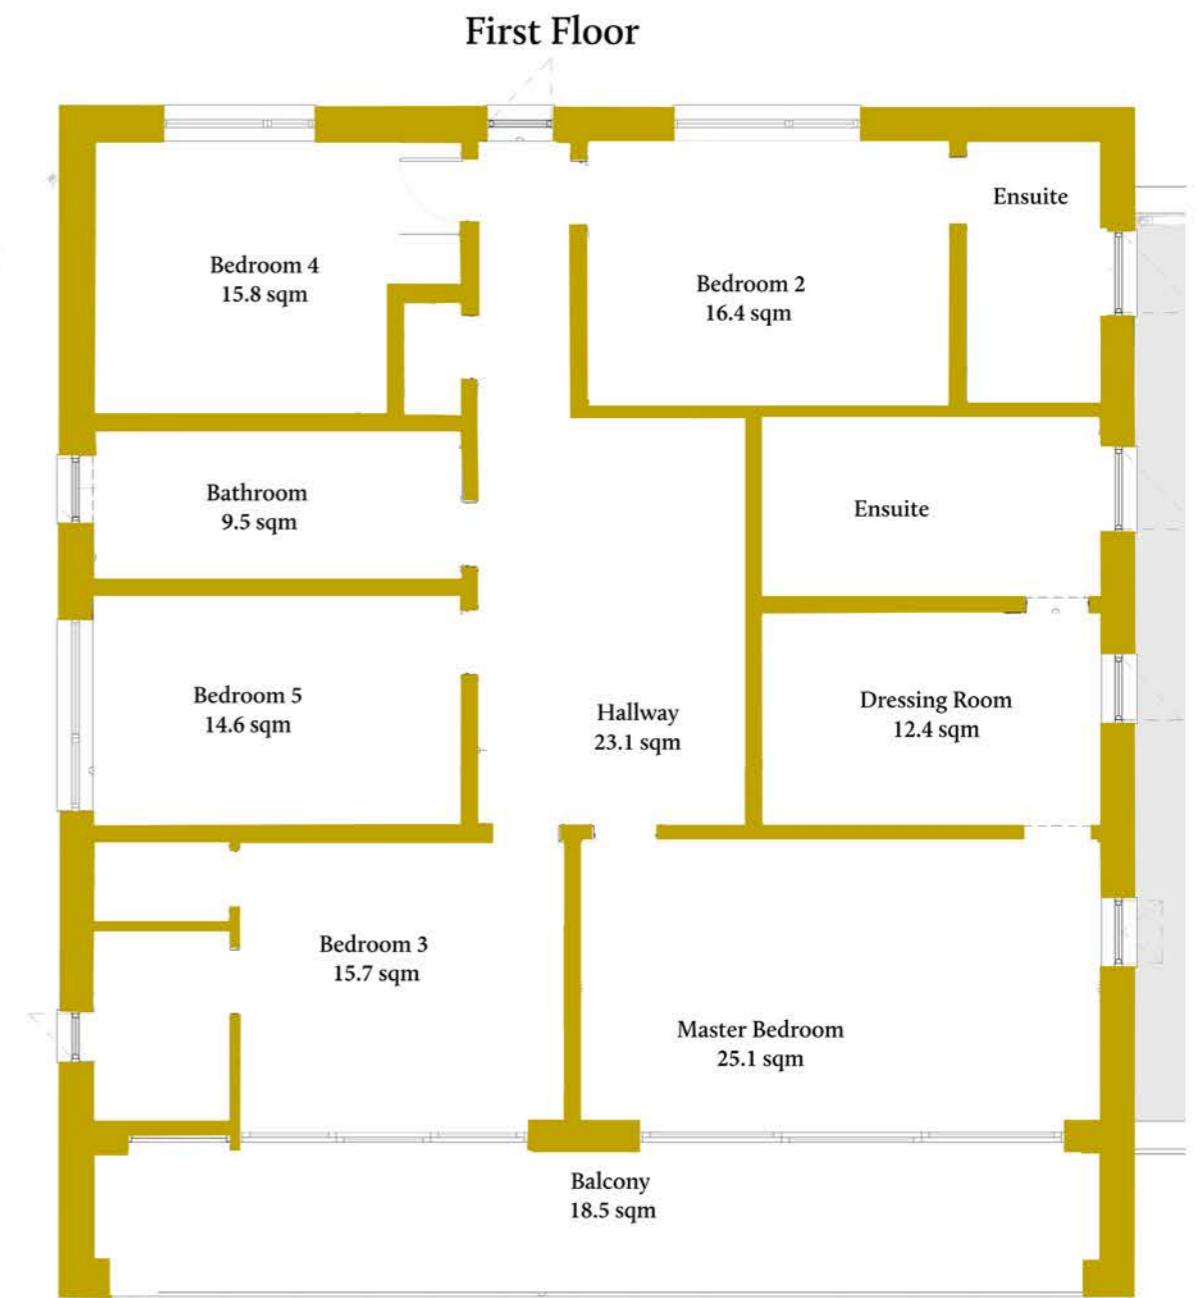 First Floor
Ensuite
Bedroom 4
15.8 sqm
Bedroom 2
16.4 sqm
Bathroom
9.5 sqm
Ensuite
Bedroom 5
14.6 sqm
Hallway
23.1 sqm
Dressing Room
12.4 sqm
Bedroom 3
15.7 sqm
Master Bedroom
25.1 sqm
Balcony
18.5 sqm